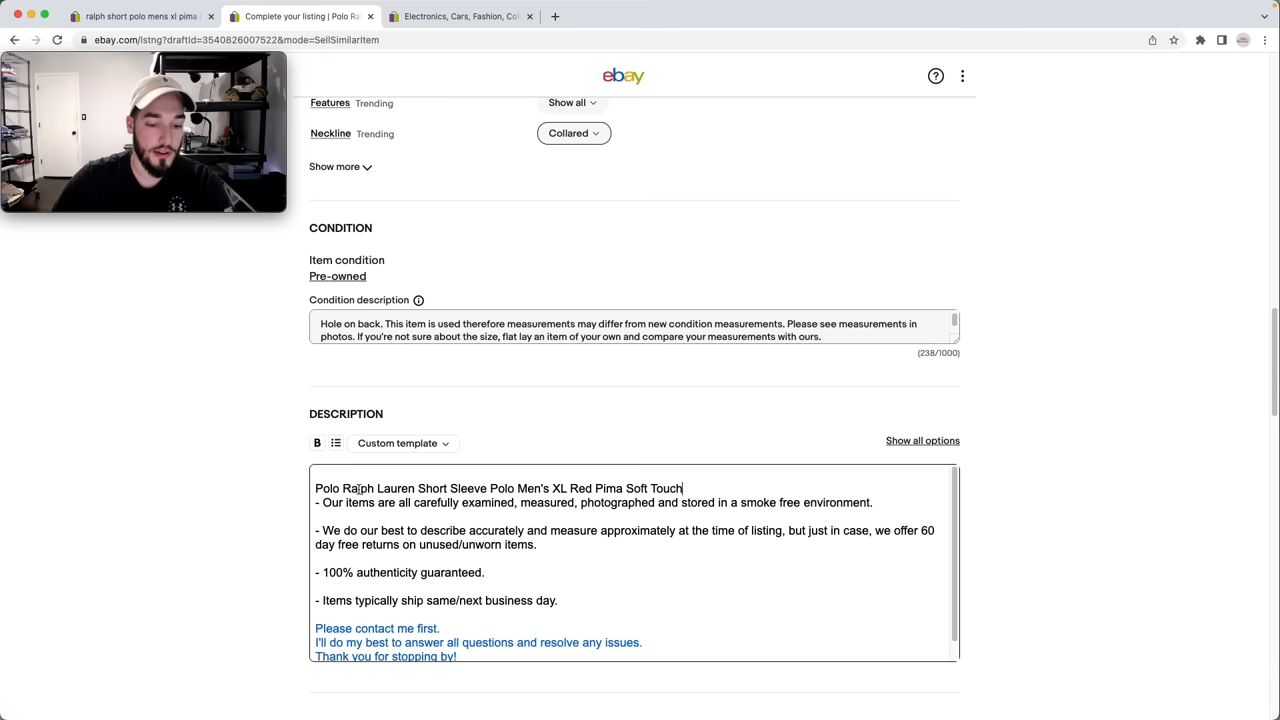 ralph short polo mens xl pima
Complete your listing | Polo Ra
Electronics, Cars, Fashion, Col
ebay.com/lstng?draftId=3540826007522&mode=SellSimilarItem
ebay
Features Trending Show all
Neckline Trending Collared
Show more
CONDITION
Item condition
Pre-owned
Condition description
Hole on back. This item is used therefore measurements may differ from new condition measurements. Please see measurements in
photos. If you're not sure about the size, flat lay an item of your own and compare your measurements with ours.
(238/1000)
DESCRIPTION
B Custom template Show all options
Polo Ralph Lauren Short Sleeve Polo Men's XL Red Pima Soft Touch
- Our items are all carefully examined, measured, photographed and stored in a smoke free environment.
- We do our best to describe accurately and measure approximately at the time of listing, but just in case, we offer 60
day free returns on unused/unworn items.
- 100% authenticity guaranteed.
- Items typically ship same/next business day.
Please contact me first.
I'll do my best to answer all questions and resolve any issues.
Thank you for stopping by!